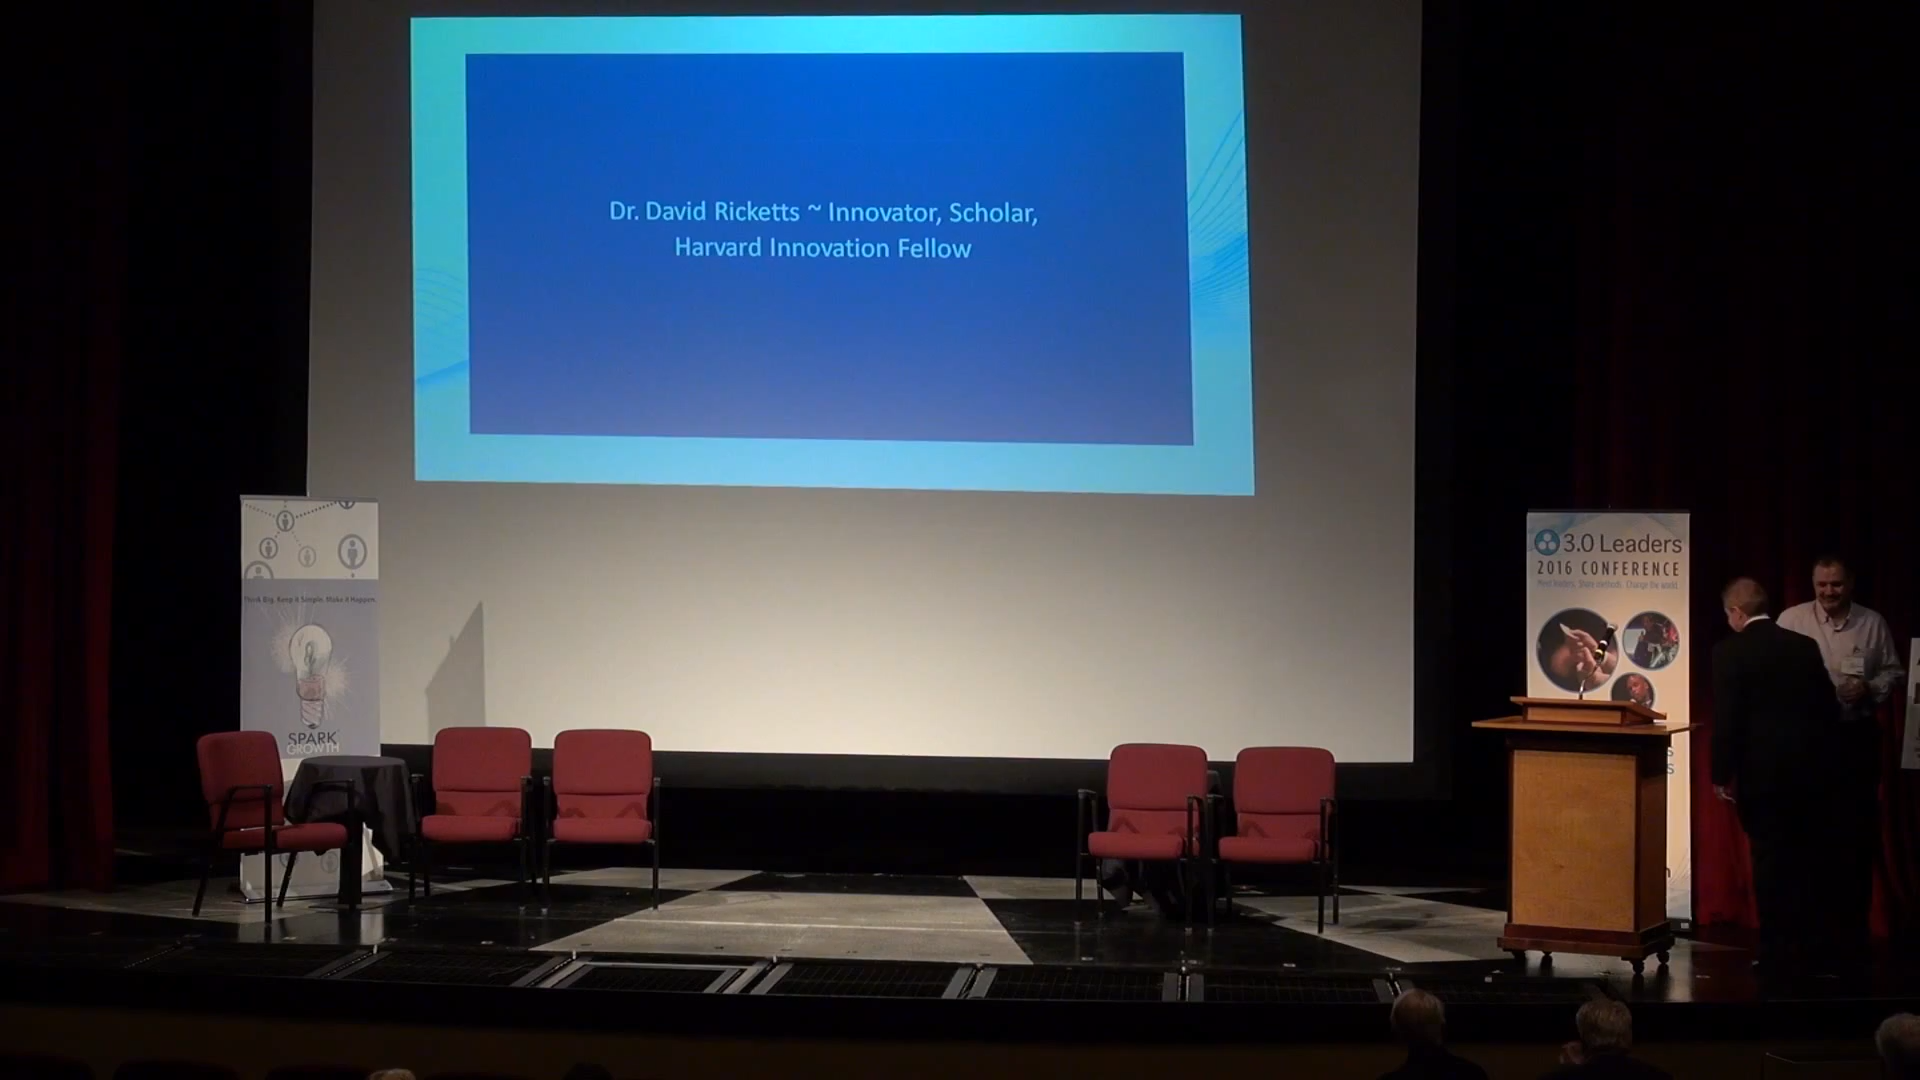 Dr. David Ricketts ~ Innovator, Scholar,
Harvard Innovation Fellow
Think Big. Keep it Simple. Make it Happen.
SPARK
GROWTH
3.0 Leaders
2016 CONFERENCE
Meet leaders. Share methods. Change the world.